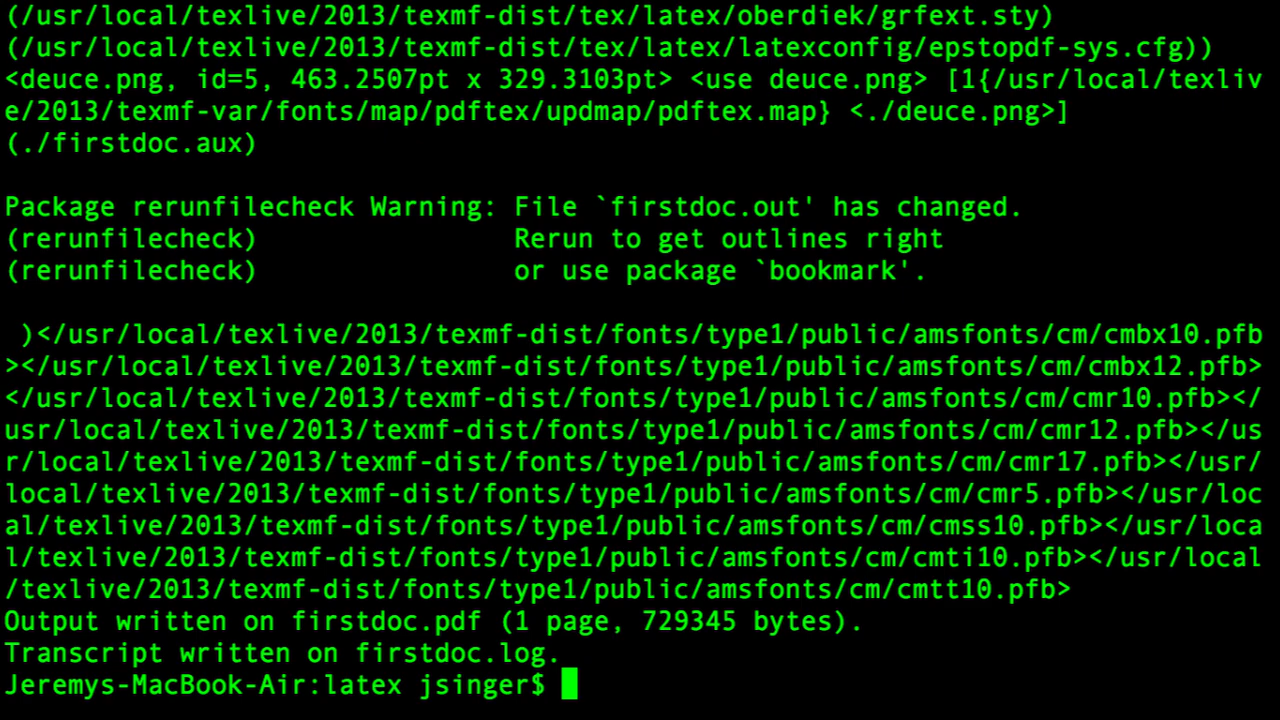 (/usr/local/texlive/2013/texmf-dist/tex/latex/oberdiek/grfext.sty)
(/usr/local/texlive/2013/texmf-dist/tex/latex/latexconfig/epstopdf-sys.cfg))
<deuce.png, id=5, 463.2507pt x 329.3103pt> <use deuce.png> [1{/usr/local/texliv
e/2013/texmf-var/fonts/map/pdftex/updmap/pdftex.map} <./deuce.png>]
(./firstdoc.aux)

Package rerunfilecheck Warning: File `firstdoc.out' has changed.
(rerunfilecheck)                Rerun to get outlines right
(rerunfilecheck)                or use package `bookmark'.

 )</usr/local/texlive/2013/texmf-dist/fonts/type1/public/amsfonts/cm/cmbx10.pfb
></usr/local/texlive/2013/texmf-dist/fonts/type1/public/amsfonts/cm/cmbx12.pfb>
</usr/local/texlive/2013/texmf-dist/fonts/type1/public/amsfonts/cm/cmr10.pfb></
usr/local/texlive/2013/texmf-dist/fonts/type1/public/amsfonts/cm/cmr12.pfb></us
r/local/texlive/2013/texmf-dist/fonts/type1/public/amsfonts/cm/cmr17.pfb></usr/
local/texlive/2013/texmf-dist/fonts/type1/public/amsfonts/cm/cmr5.pfb></usr/loc
al/texlive/2013/texmf-dist/fonts/type1/public/amsfonts/cm/cmss10.pfb></usr/loca
l/texlive/2013/texmf-dist/fonts/type1/public/amsfonts/cm/cmti10.pfb></usr/local
/texlive/2013/texmf-dist/fonts/type1/public/amsfonts/cm/cmtt10.pfb>
Output written on firstdoc.pdf (1 page, 729345 bytes).
Transcript written on firstdoc.log.
Jeremys-MacBook-Air:latex jsinger$